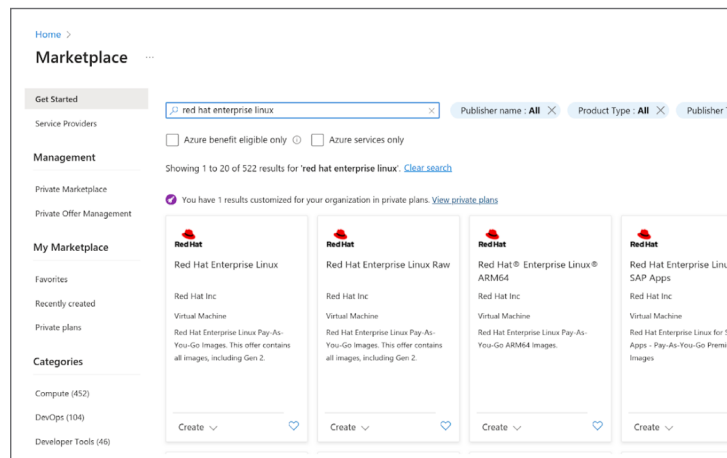 Home >
Marketplace ...
Get Started
Service Providers
Management
Private Marketplace
Private Offer Management
My Marketplace
Favorites
Recently created
Private plans
Categories
Compute (452)
DevOps (104)
Developer Tools (46)
red hat enterprise linux
Publisher name : All
Product Type : All
Publisher
Azure benefit eligible only
Azure services only
Showing 1 to 20 of 522 results for 'red hat enterprise linux'. Clear search
You have 1 results customized for your organization in private plans. View private plans
Red Hat
Red Hat Enterprise Linux
Red Hat Inc
Virtual Machine
Red Hat Enterprise Linux Pay-As-
You-Go Images. This offer contains
all images, including Gen 2.
Create
Red Hat
Red Hat Enterprise Linux Raw
Red Hat Inc
Virtual Machine
Red Hat Enterprise Linux Pay-As-
You-Go Images. This offer contains
all images, including Gen 2.
Create
Red Hat
Red Hat® Enterprise Linux®
ARM64
Red Hat Inc
Virtual Machine
Red Hat Enterprise Linux Pay-As-
You-Go ARM64 Images.
Create
Red Hat
Red Hat Enterprise Linu
SAP Apps
Red Hat Inc
Virtual Machine
Red Hat Enterprise Linux for S
Apps - Pay-As-You-Go Premi
Images
Create